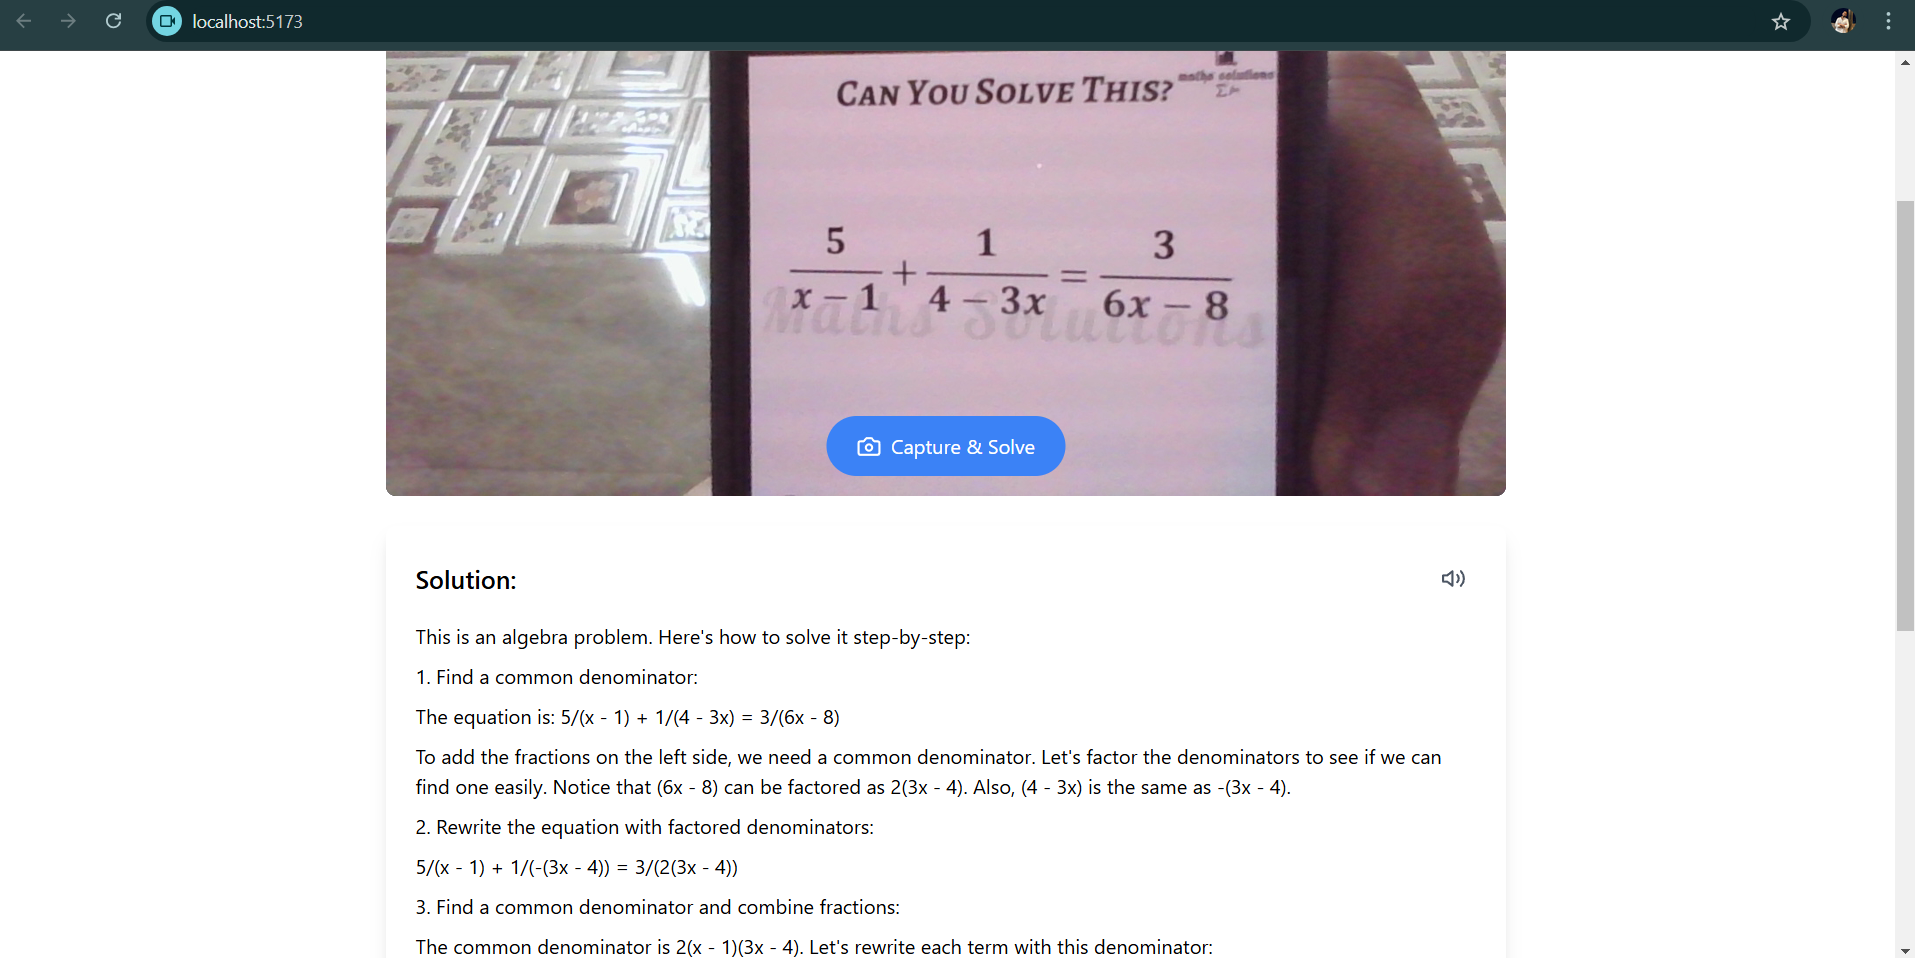 localhost:5173
CAN YOU SOLVE THIS?
maths solutions
5/(x − 1) + 1/(4 − 3x) = 3/(6x − 8)
Maths Solutions
Capture & Solve
Solution:
This is an algebra problem. Here's how to solve it step-by-step:
1. Find a common denominator:
The equation is: 5/(x - 1) + 1/(4 - 3x) = 3/(6x - 8)
To add the fractions on the left side, we need a common denominator. Let's factor the denominators to see if we can
find one easily. Notice that (6x - 8) can be factored as 2(3x - 4). Also, (4 - 3x) is the same as -(3x - 4).
2. Rewrite the equation with factored denominators:
5/(x - 1) + 1/(-(3x - 4)) = 3/(2(3x - 4))
3. Find a common denominator and combine fractions:
The common denominator is 2(x - 1)(3x - 4). Let's rewrite each term with this denominator: